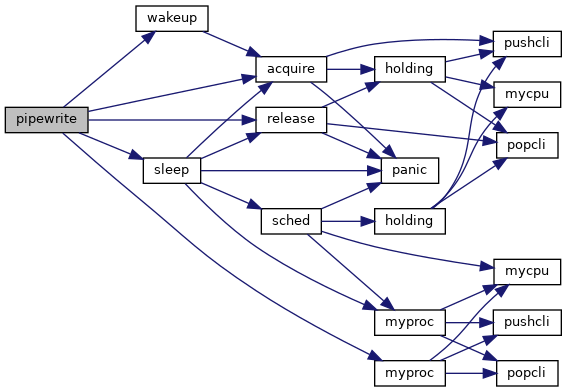 wakeup
pushcli
acquire
holding
mycpu
pipewrite
release
popcli
sleep
panic
sched
holding
mycpu
myproc
pushcli
myproc
popcli